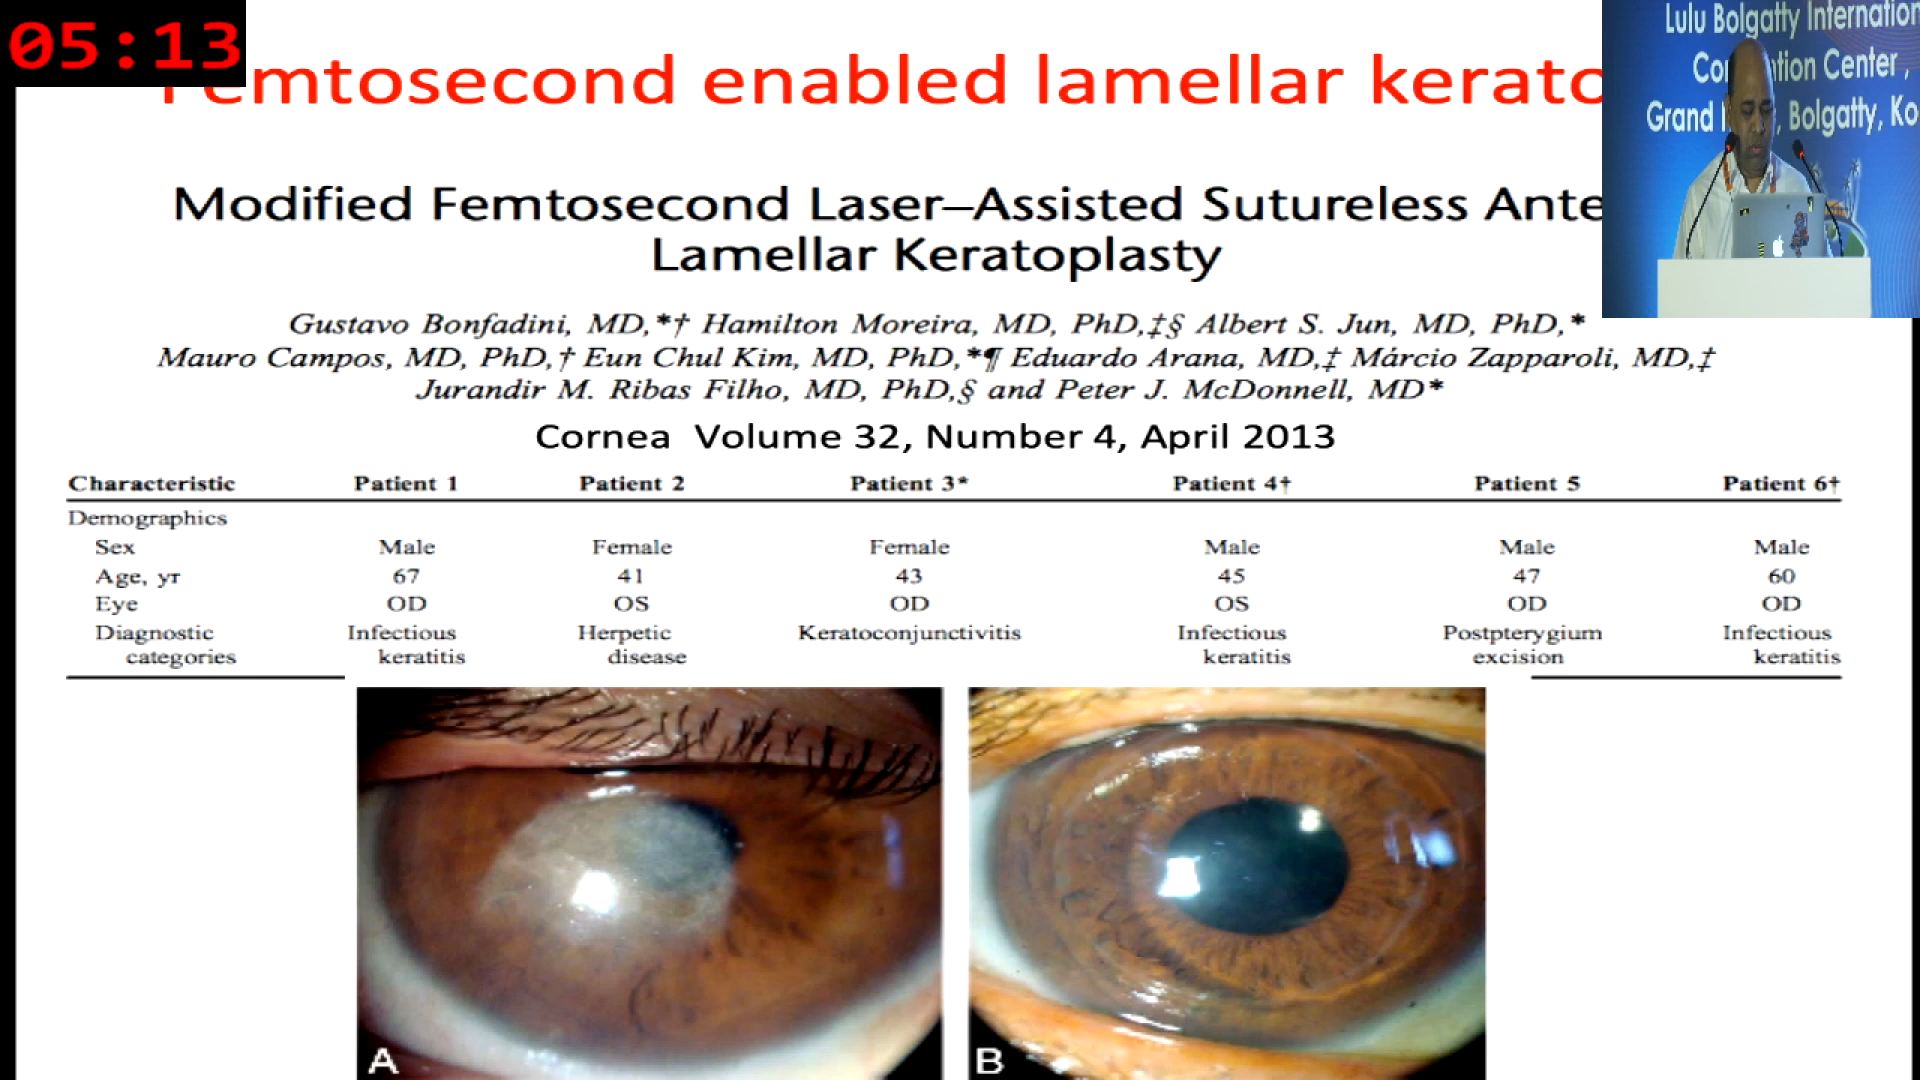 05:13
emtosecond enabled lamellar kerato
Lulu Bolgatty Internation
Center ,
Grand , Bolgatty, Ko
Modified Femtosecond Laser–Assisted Sutureless Ante
Lamellar Keratoplasty
Gustavo Bonfadini, MD,*† Hamilton Moreira, MD, PhD,‡§ Albert S. Jun, MD, PhD,*
Mauro Campos, MD, PhD,† Eun Chul Kim, MD, PhD,*¶ Eduardo Arana, MD,‡ Márcio Zapparoli, MD,‡
Jurandir M. Ribas Filho, MD, PhD,§ and Peter J. McDonnell, MD*
Cornea Volume 32, Number 4, April 2013
Characteristic Patient 1 Patient 2 Patient 3* Patient 4† Patient 5 Patient 6†
Demographics
Sex Male Female Female Male Male Male
Age, yr 67 41 43 45 47 60
Eye OD OS OD OS OD OD
Diagnostic Infectious Herpetic Keratoconjunctivitis Infectious Postpterygium Infectious
categories keratitis disease keratitis excision keratitis
A B